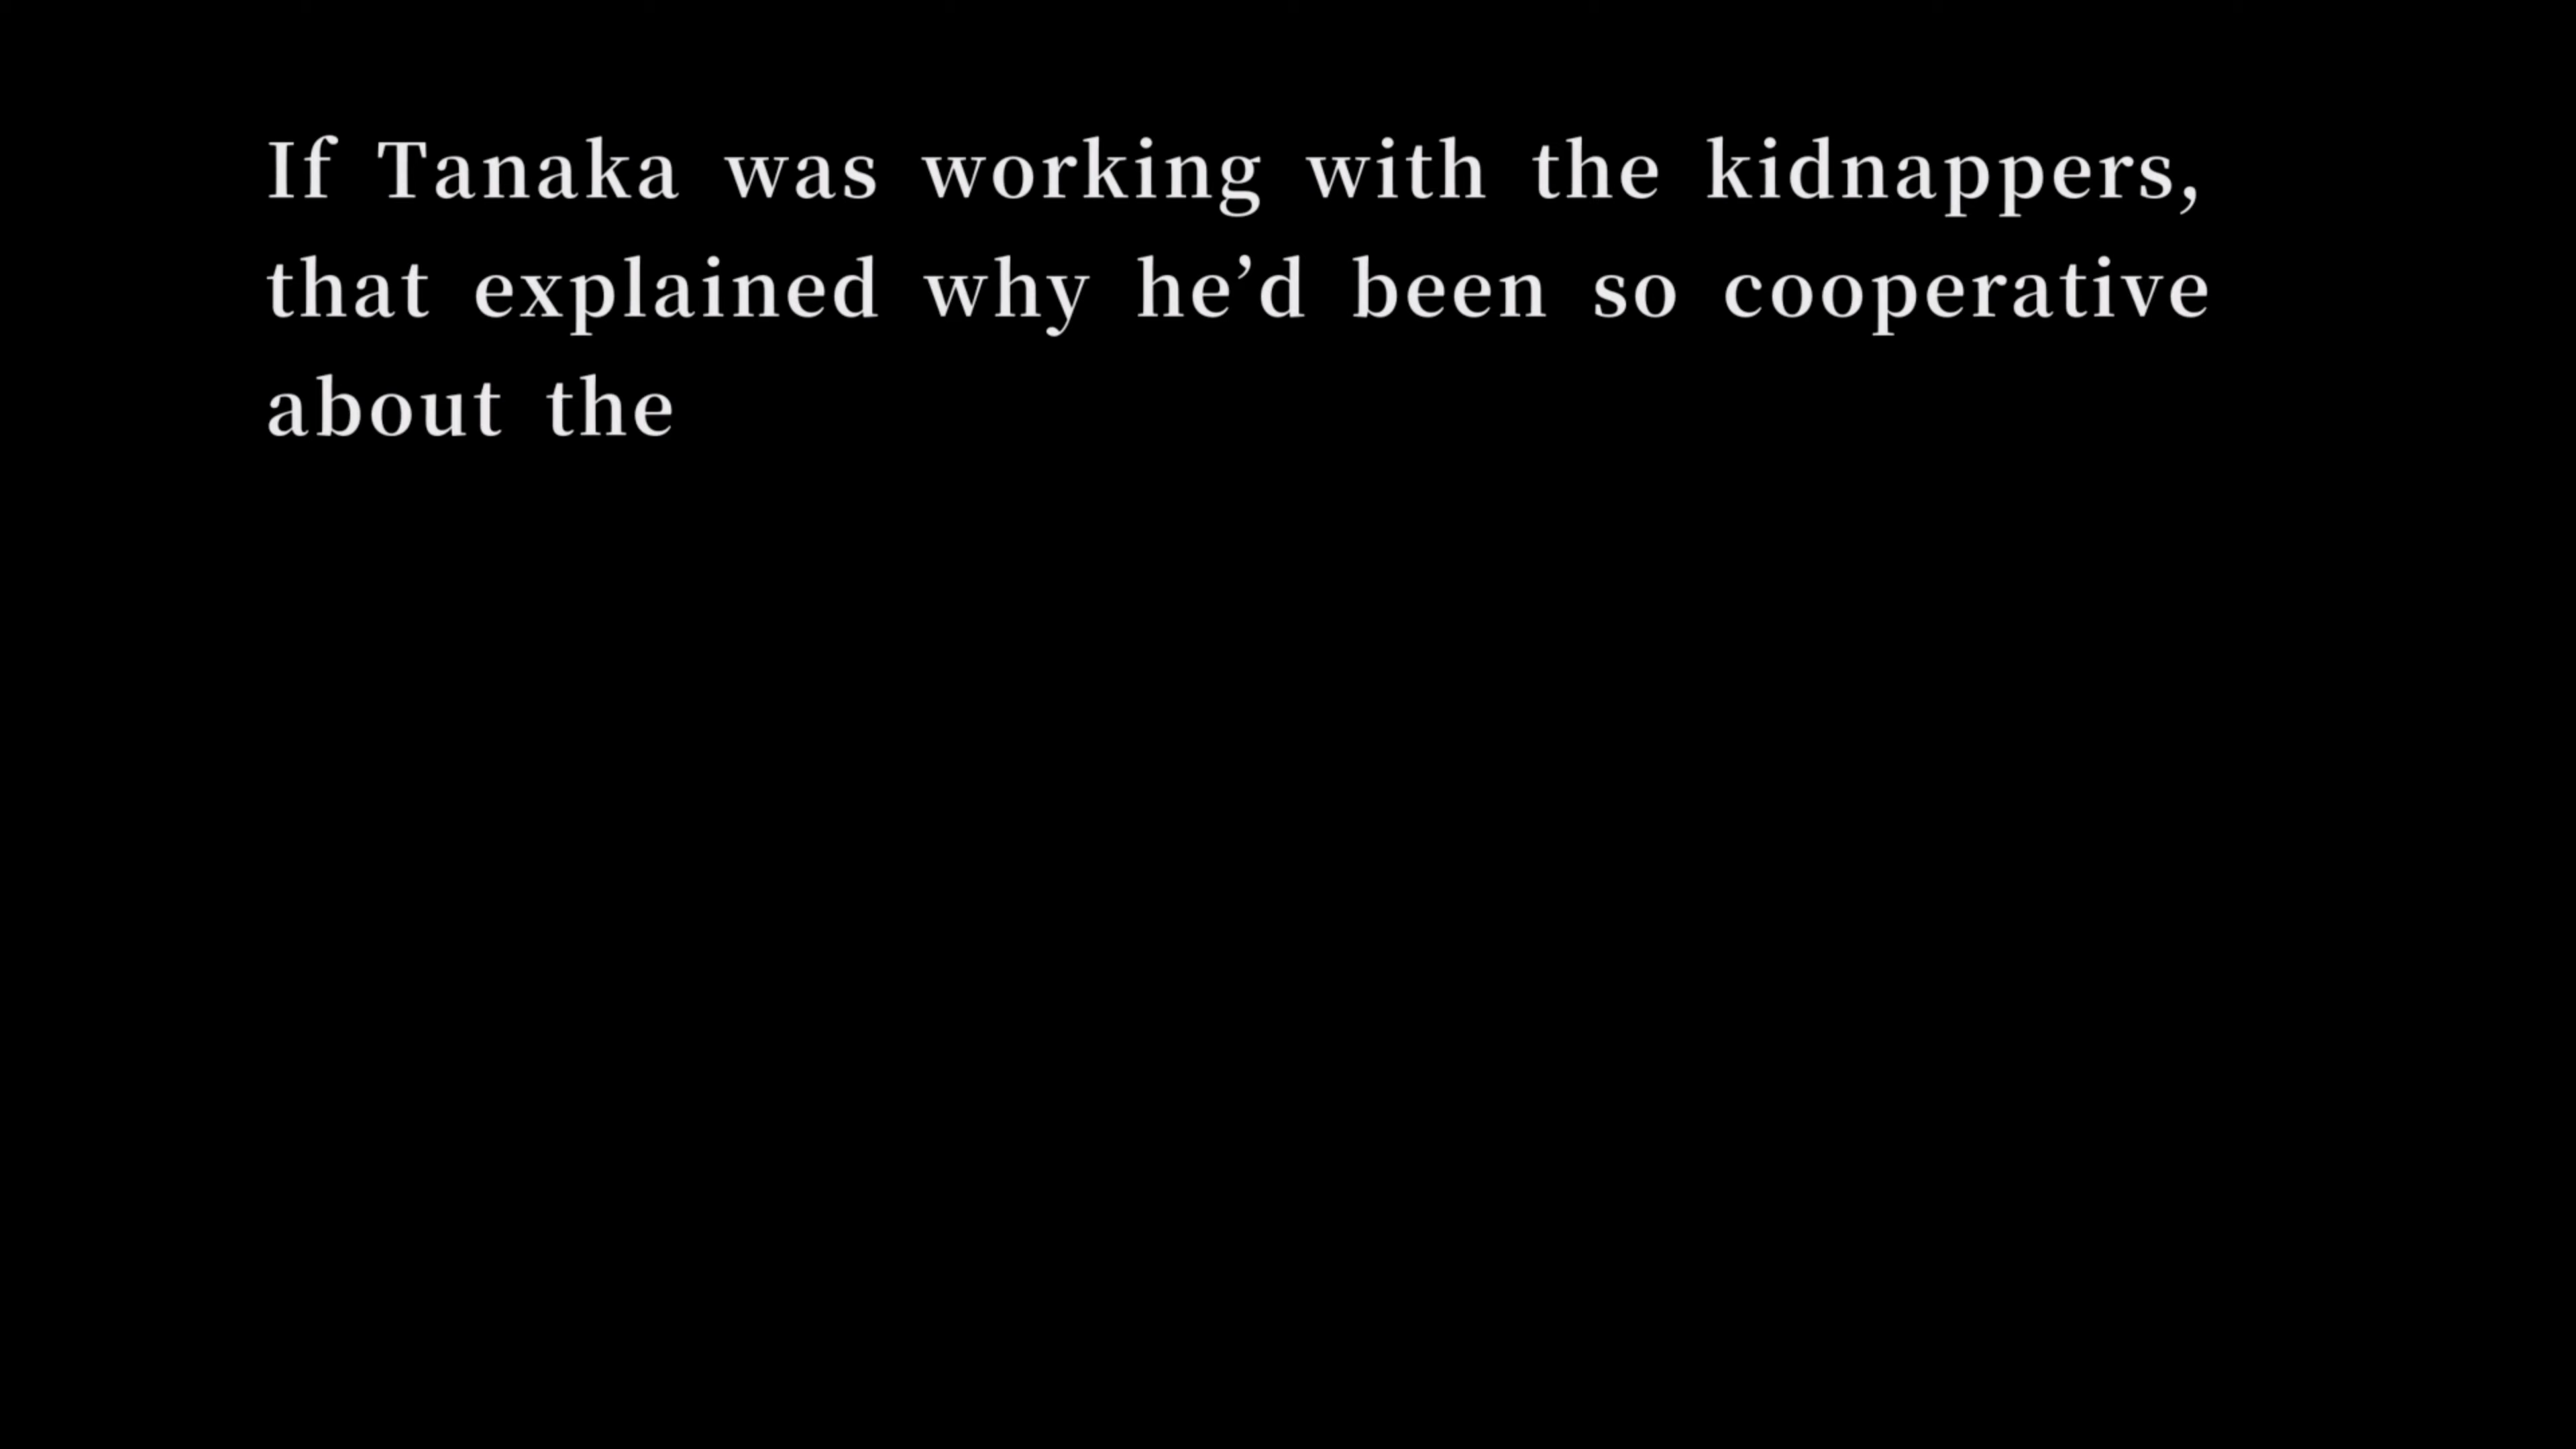 If Tanaka was working with the kidnappers,
that explained why he’d been so cooperative
about the